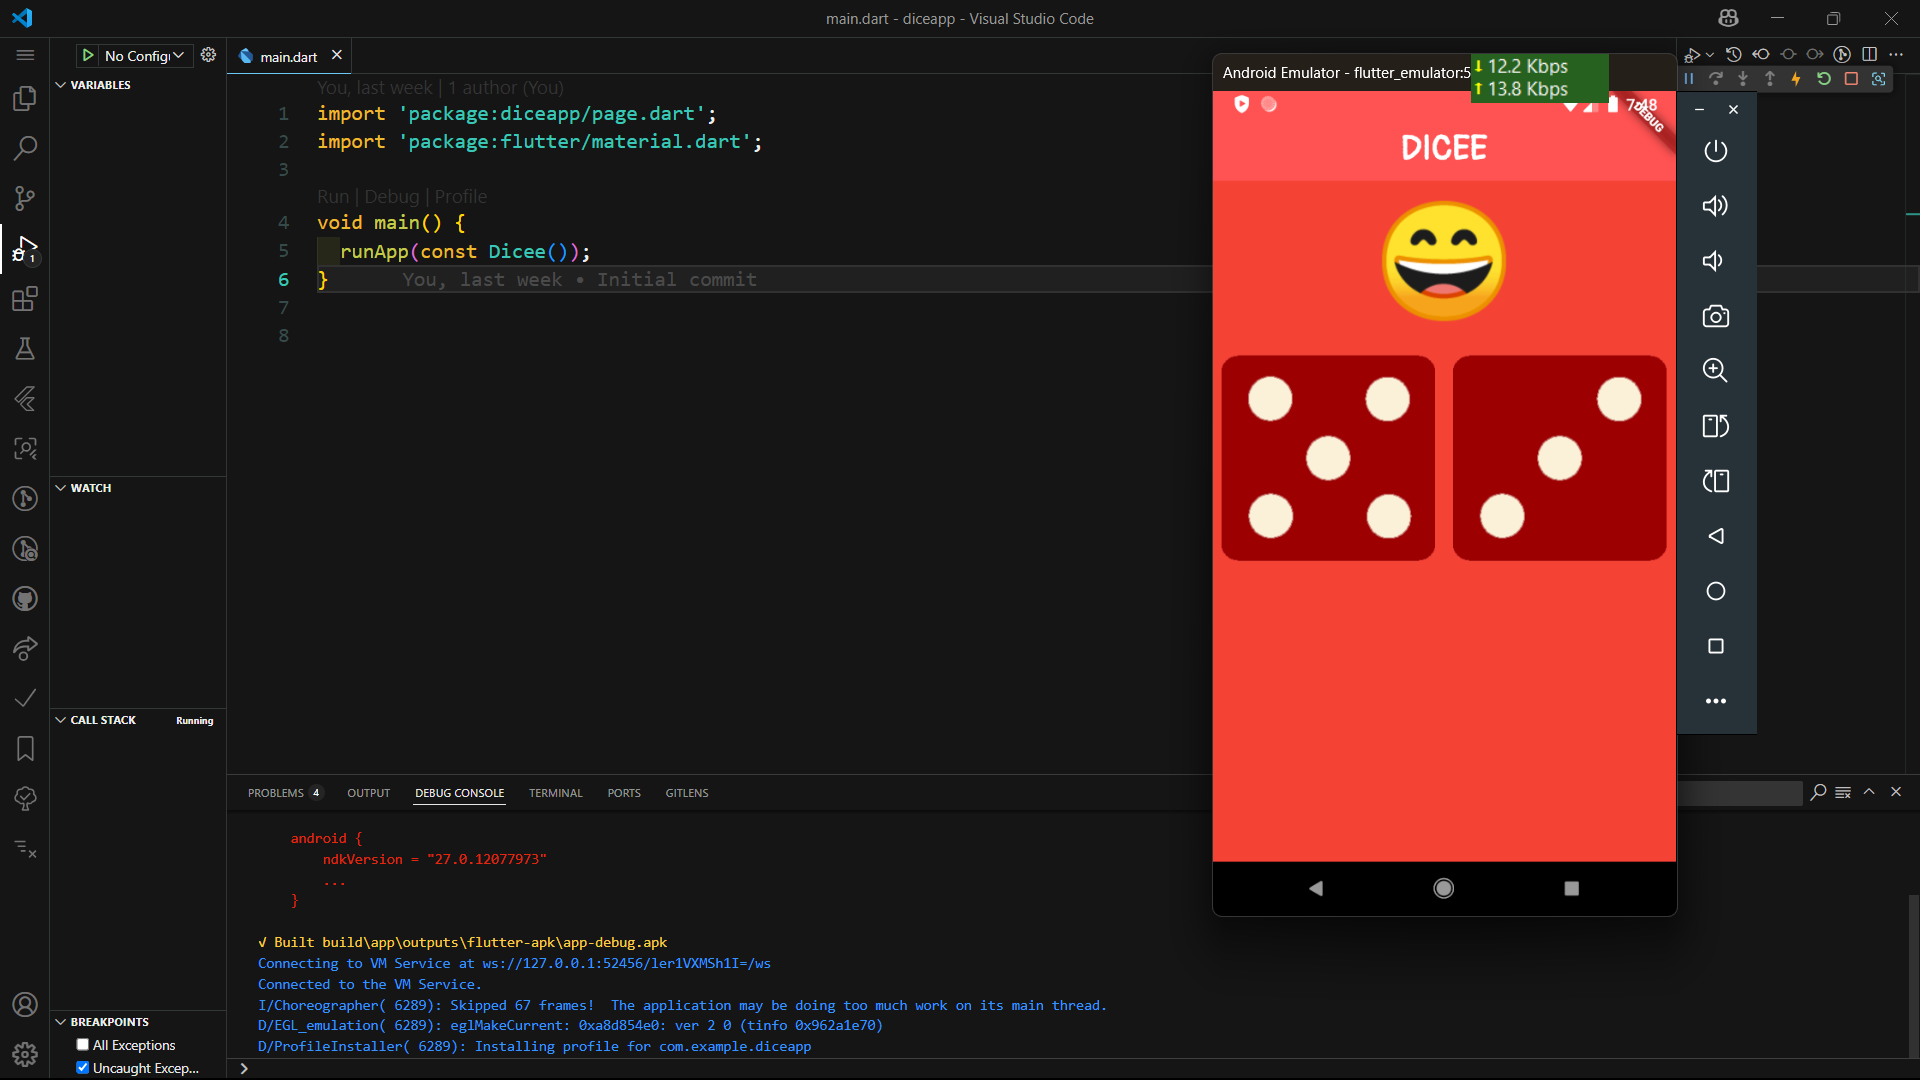 main.dart - diceapp - Visual Studio Code
No Config
main.dart
VARIABLES
You, last week | 1 author (You)
1 import 'package:diceapp/page.dart';
2 import 'package:flutter/material.dart';
3
Run | Debug | Profile
4 void main() {
5 runApp(const Dicee());
6 } You, last week • Initial commit
7
8
1
WATCH
CALL STACK Running
BREAKPOINTS
All Exceptions
Uncaught Excep...
Android Emulator - flutter_emulator:5
12.2 Kbps
13.8 Kbps
7:48
DEBUG
DICEE
PROBLEMS 4 OUTPUT DEBUG CONSOLE TERMINAL PORTS GITLENS
android {
ndkVersion = "27.0.12077973"
...
}
√ Built build\app\outputs\flutter-apk\app-debug.apk
Connecting to VM Service at ws://127.0.0.1:52456/ler1VXMSh1I=/ws
Connected to the VM Service.
I/Choreographer( 6289): Skipped 67 frames! The application may be doing too much work on its main thread.
D/EGL_emulation( 6289): eglMakeCurrent: 0xa8d854e0: ver 2 0 (tinfo 0x962a1e70)
D/ProfileInstaller( 6289): Installing profile for com.example.diceapp